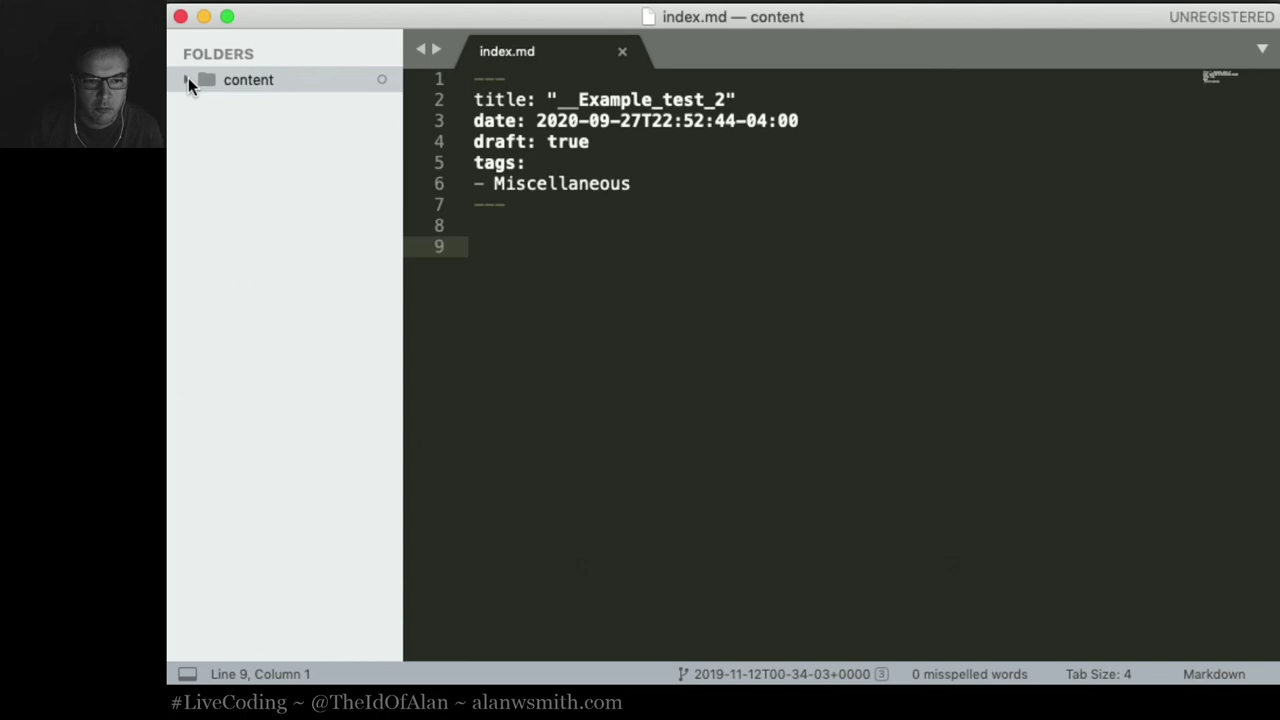 index.md — content
UNREGISTERED
FOLDERS
content
index.md
1 ---
2 title: "__Example_test_2"
3 date: 2020-09-27T22:52:44-04:00
4 draft: true
5 tags:
6 - Miscellaneous
7 ---
8
9
Line 9, Column 1
2019-11-12T00-34-03+0000 3
0 misspelled words
Tab Size: 4
Markdown
#LiveCoding ~ @TheIdOfAlan ~ alanwsmith.com